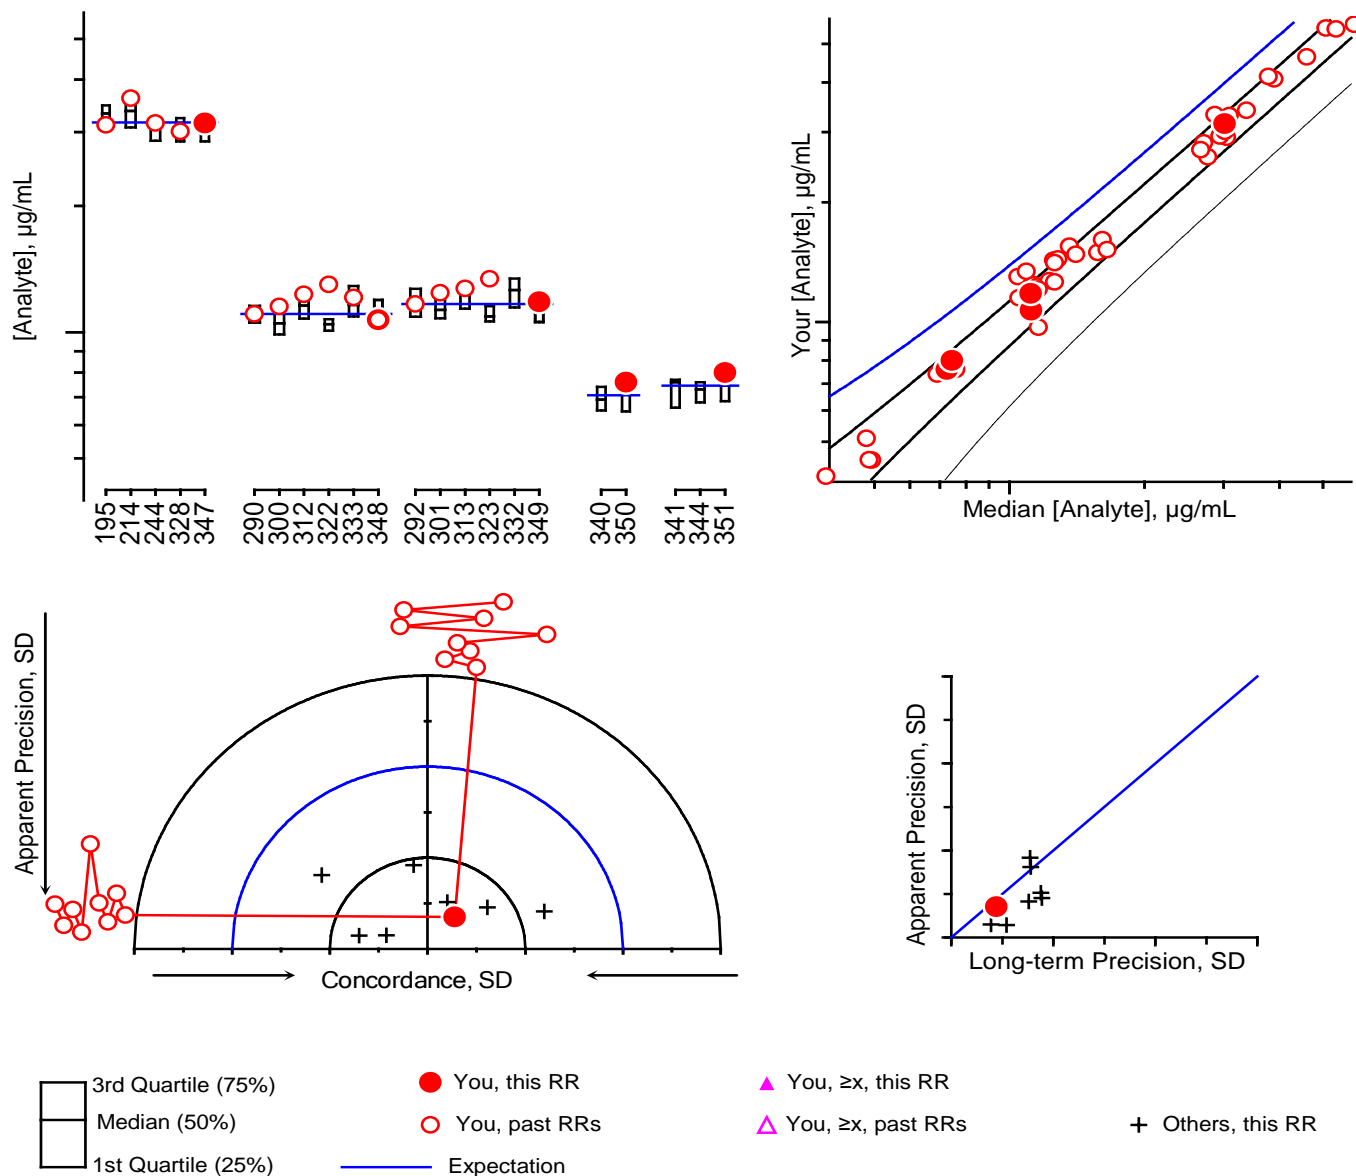 [Analyte], µg/mL
195
214
244
328
347
290
300
312
322
333
348
292
301
313
323
332
349
340
350
341
344
351
Your [Analyte], µg/mL
Median [Analyte], µg/mL
Apparent Precision, SD
Concordance, SD
Apparent Precision, SD
Long-term Precision, SD
3rd Quartile (75%)
Median (50%)
1st Quartile (25%)
You, this RR
You, past RRs
Expectation
You, ≥x, this RR
You, ≥x, past RRs
Others, this RR